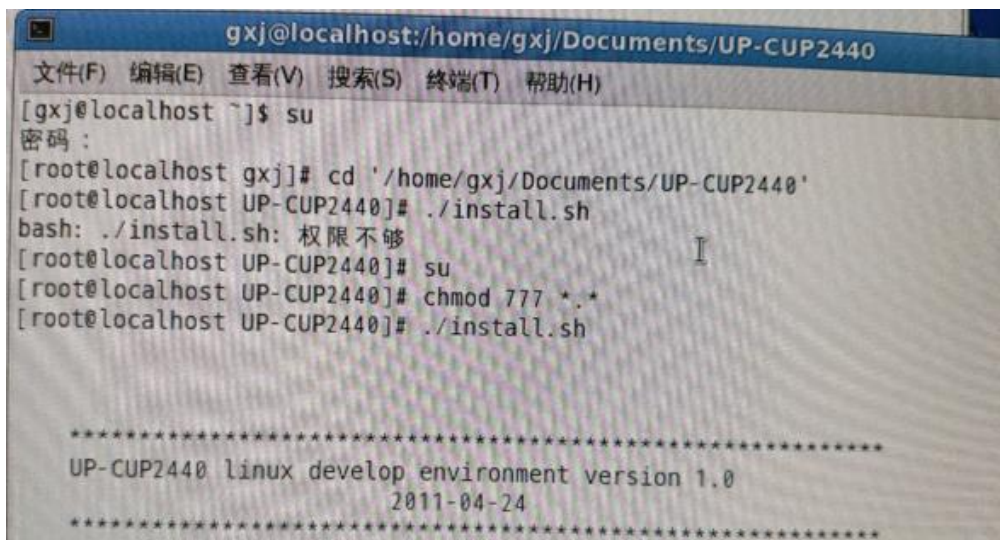 gxj@localhost:/home/gxj/Documents/UP-CUP2440
文件(F) 编辑(E) 查看(V) 搜索(S) 终端(T) 帮助(H)
[gxj@localhost ~]$ su
密码：
[root@localhost gxj]# cd '/home/gxj/Documents/UP-CUP2440'
[root@localhost UP-CUP2440]# ./install.sh
bash: ./install.sh: 权限不够
[root@localhost UP-CUP2440]# su
[root@localhost UP-CUP2440]# chmod 777 *.*
[root@localhost UP-CUP2440]# ./install.sh
************************************************************
UP-CUP2440 linux develop environment version 1.0
2011-04-24
************************************************************